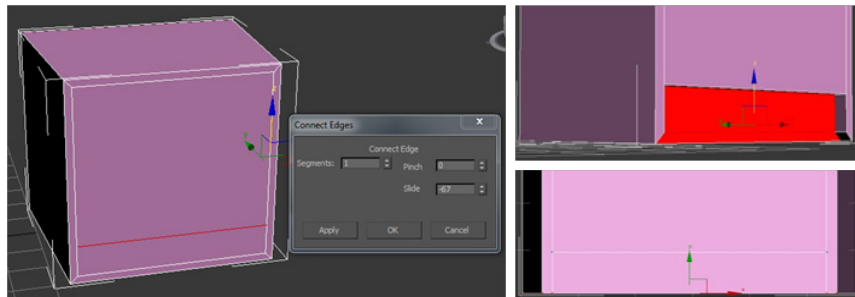 Connect Edges x
Connect Edge
Segments: 1 Pinch 0
Slide -67
Apply OK Cancel